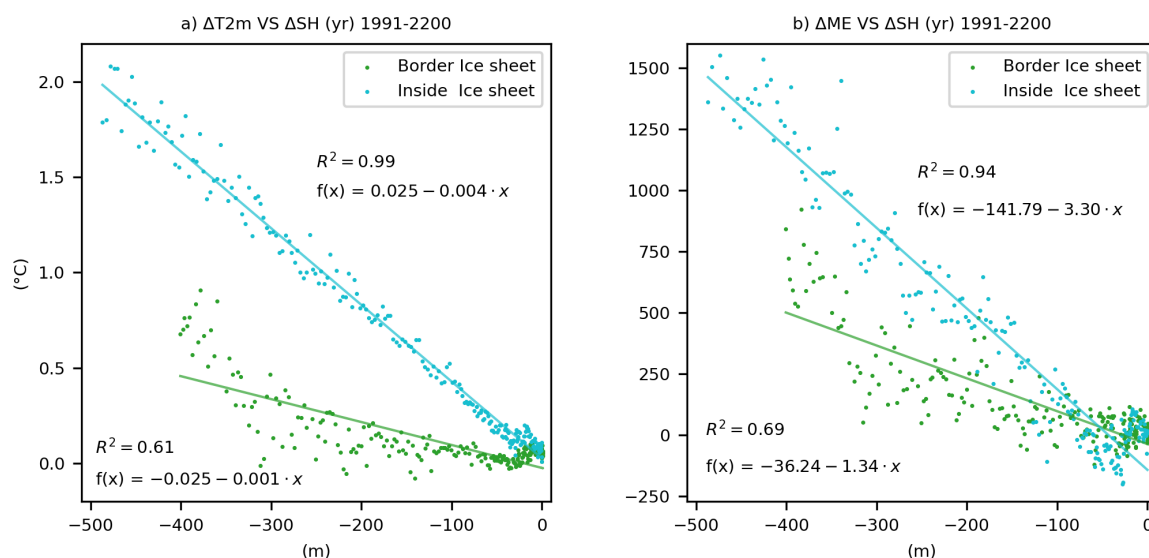 a) ΔT2m VS ΔSH (yr) 1991-2200
2.0
1.5
1.0
0.5
0.0
(°C)
Border Ice sheet
Inside  Ice sheet
R² = 0.99
f(x) = 0.025 − 0.004 · x
R² = 0.61
f(x) = −0.025 − 0.001 · x
−500 −400 −300 −200 −100 0
(m)
b) ΔME VS ΔSH (yr) 1991-2200
1500
1250
1000
750
500
250
0
−250
Border Ice sheet
Inside  Ice sheet
R² = 0.94
f(x) = −141.79 − 3.30 · x
R² = 0.69
f(x) = −36.24 − 1.34 · x
−500 −400 −300 −200 −100 0
(m)